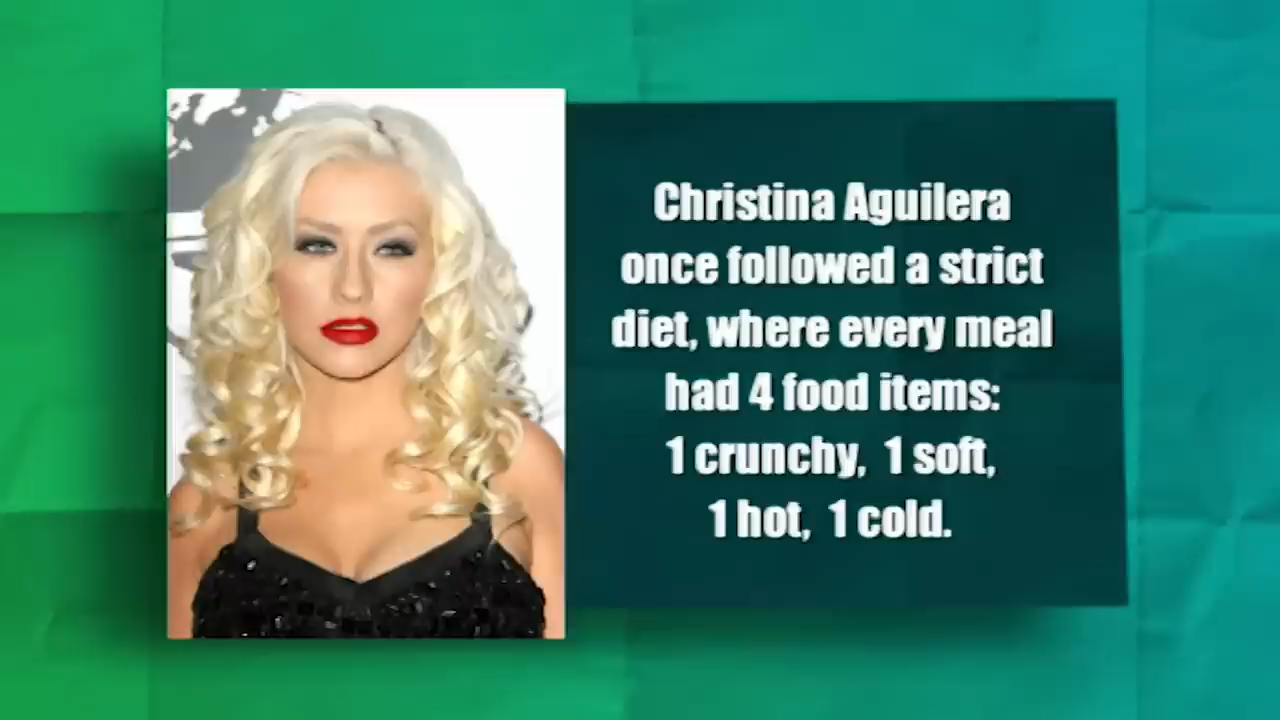 Christina Aguilera
once followed a strict
diet, where every meal
had 4 food items:
1 crunchy, 1 soft,
1 hot, 1 cold.